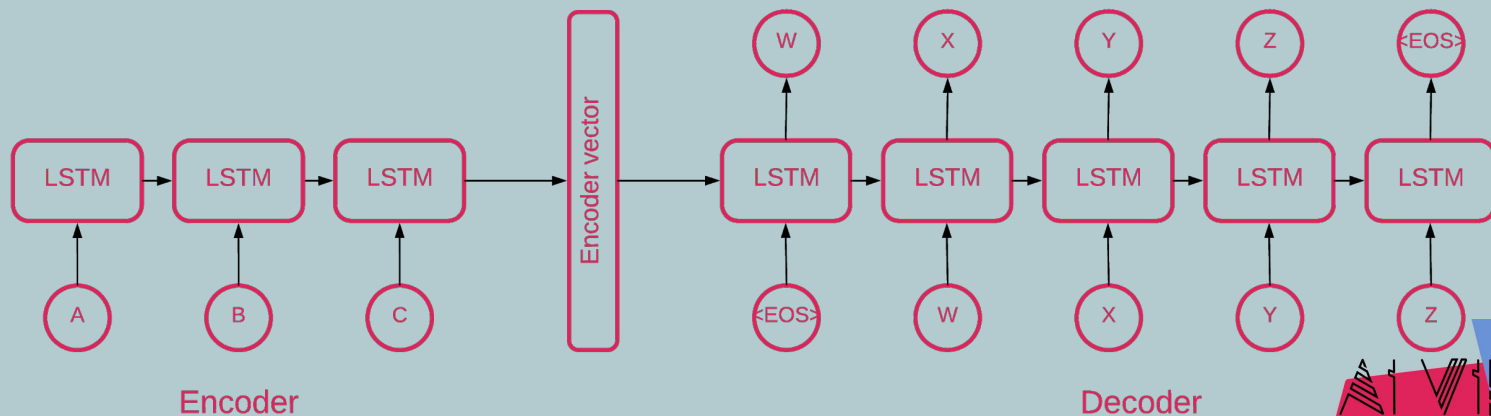 W X Y Z <EOS>
LSTM LSTM LSTM Encoder vector LSTM LSTM LSTM LSTM LSTM
A B C <EOS> W X Y Z
Encoder Decoder